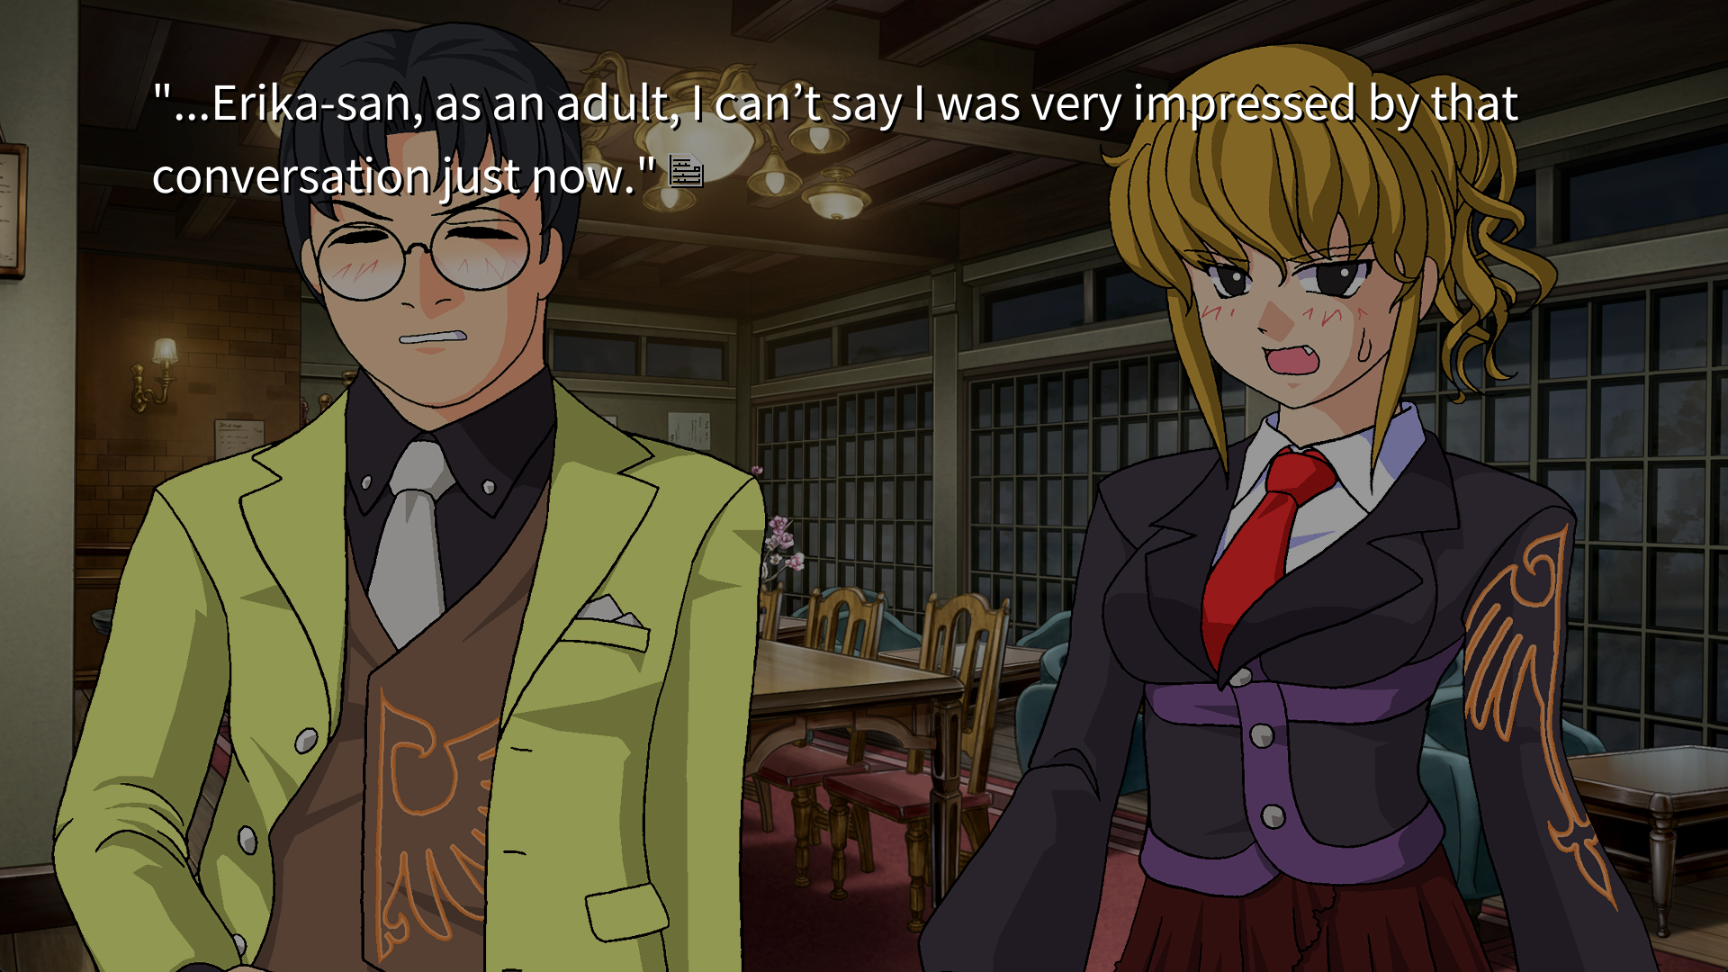 "...Erika-san, as an adult, I can’t say I was very impressed by that
conversation just now."